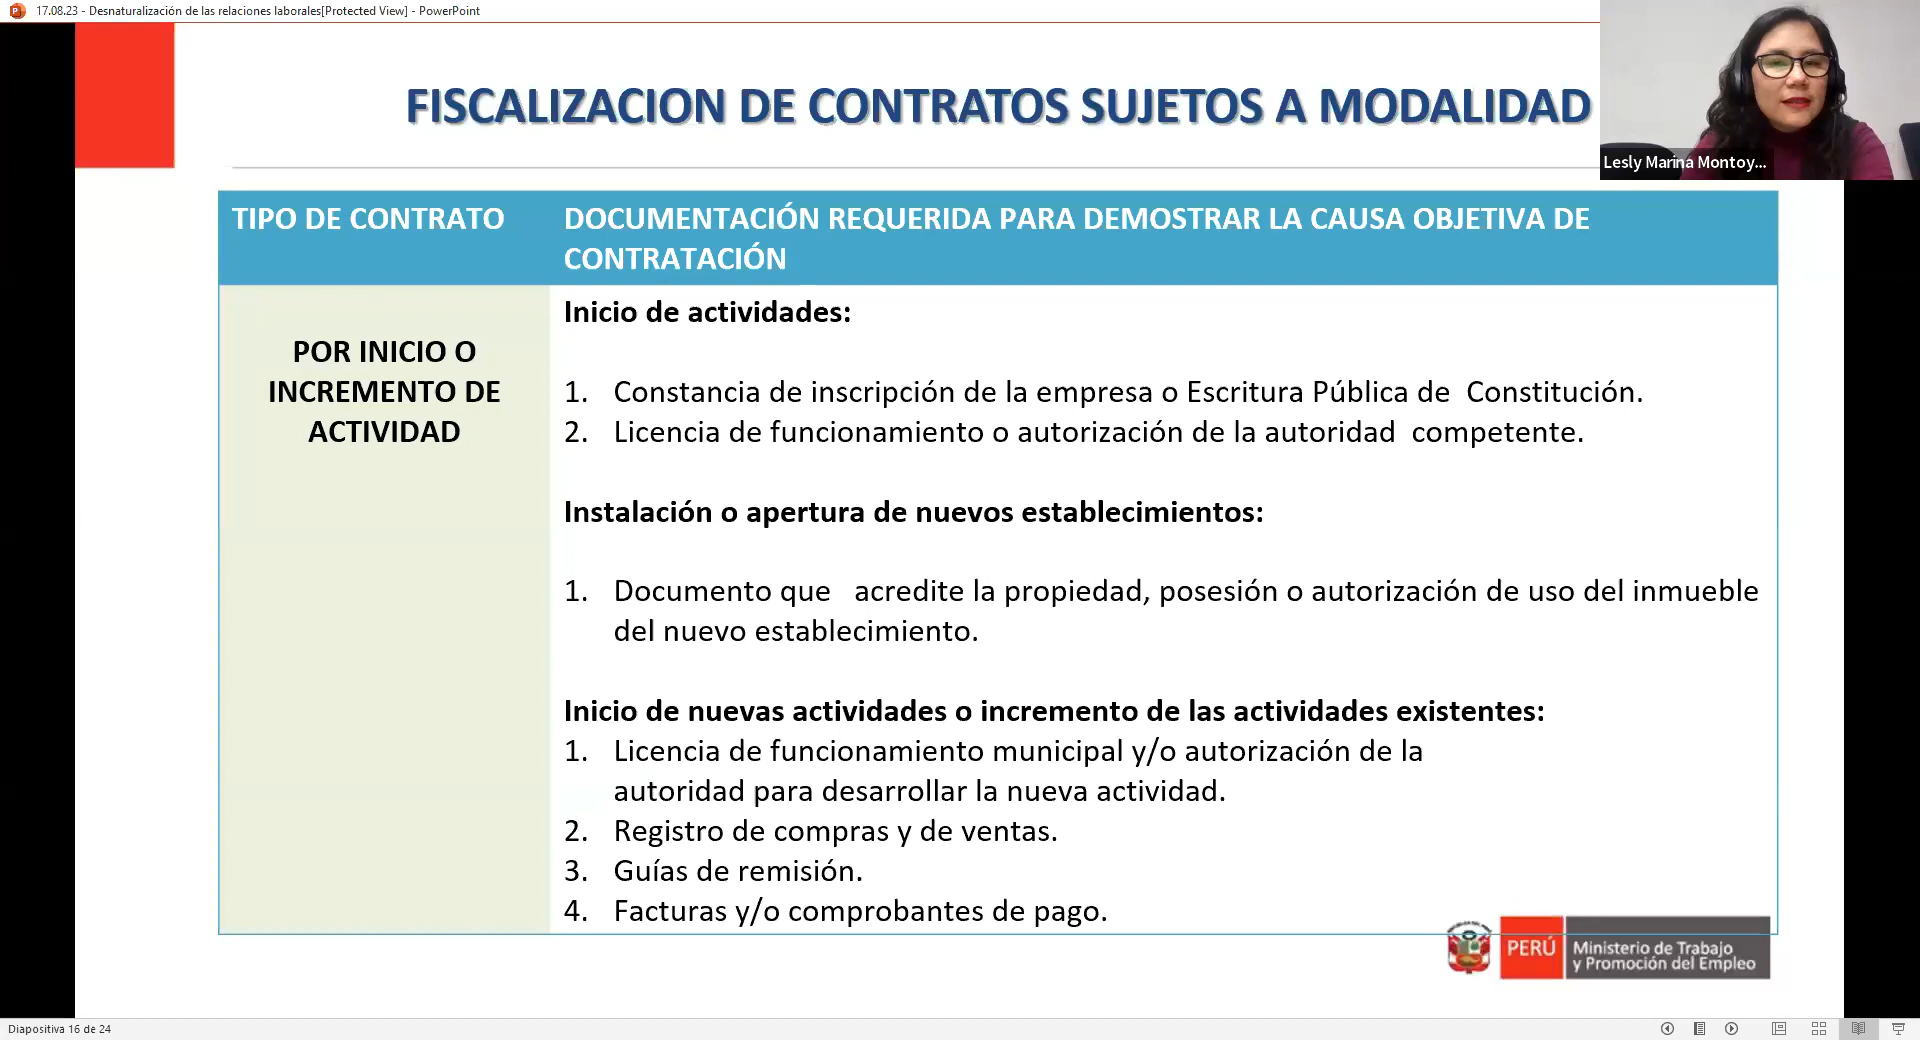 17.08.23 - Desnaturalización de las relaciones laborales[Protected View] - PowerPoint
FISCALIZACION DE CONTRATOS SUJETOS A MODALIDAD
Lesly Marina Montoy...
TIPO DE CONTRATO
DOCUMENTACIÓN REQUERIDA PARA DEMOSTRAR LA CAUSA OBJETIVA DE
CONTRATACIÓN
POR INICIO O
INCREMENTO DE
ACTIVIDAD
Inicio de actividades:
1. Constancia de inscripción de la empresa o Escritura Pública de Constitución.
2. Licencia de funcionamiento o autorización de la autoridad competente.
Instalación o apertura de nuevos establecimientos:
1. Documento que acredite la propiedad, posesión o autorización de uso del inmueble
del nuevo establecimiento.
Inicio de nuevas actividades o incremento de las actividades existentes:
1. Licencia de funcionamiento municipal y/o autorización de la
autoridad para desarrollar la nueva actividad.
2. Registro de compras y de ventas.
3. Guías de remisión.
4. Facturas y/o comprobantes de pago.
PERÚ
Ministerio de Trabajo
y Promoción del Empleo
Diapositiva 16 de 24